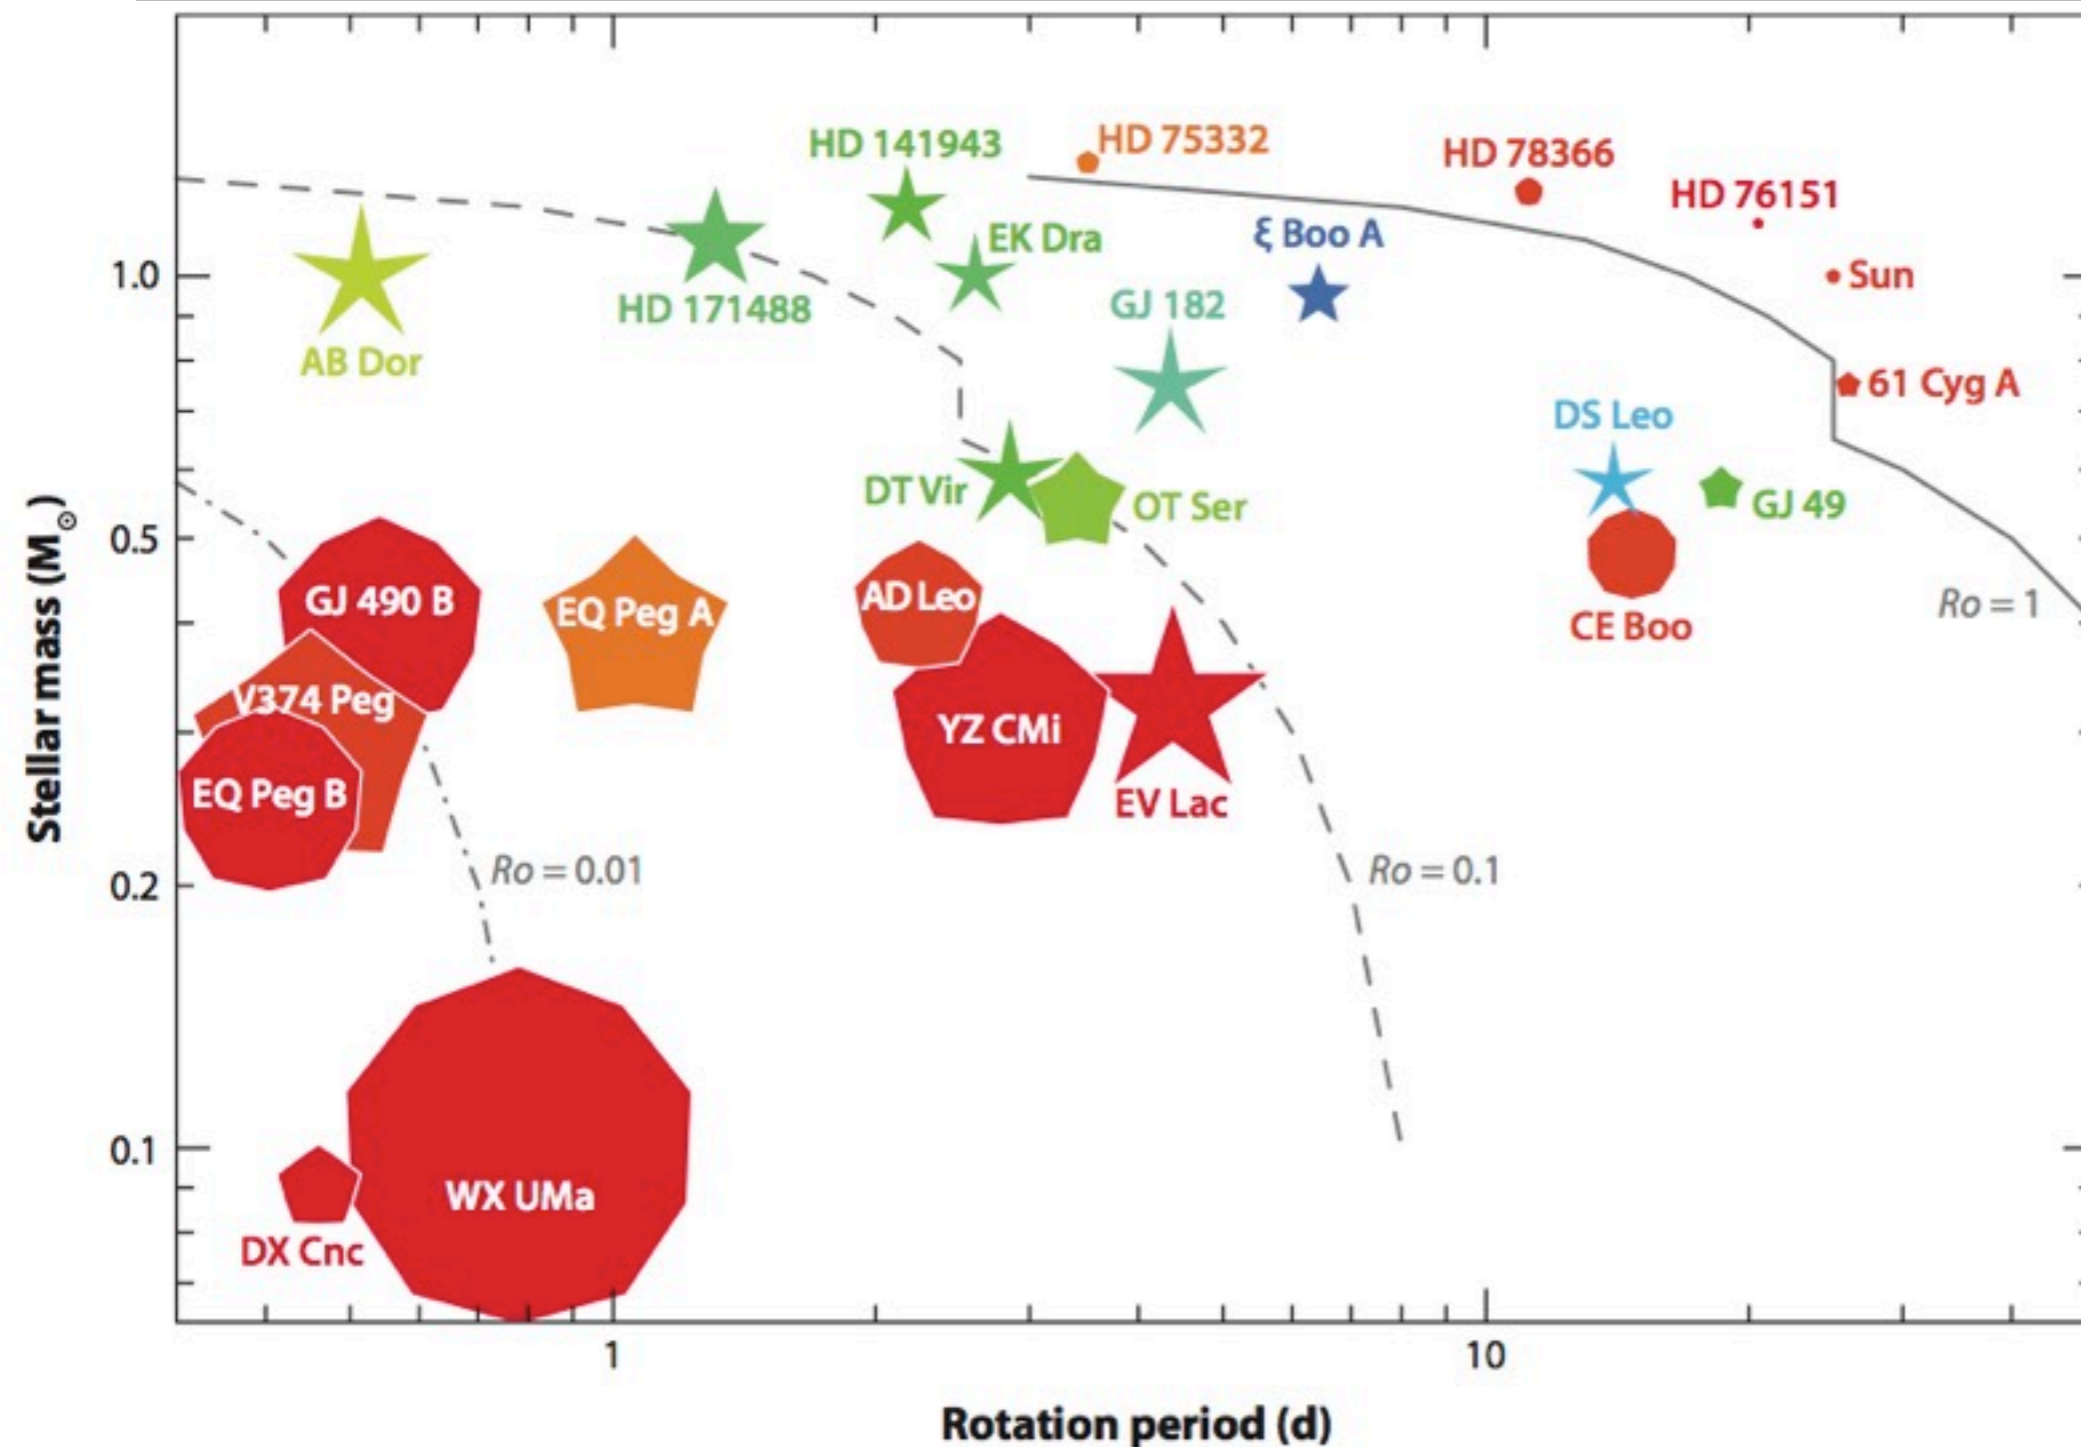 HD 141943
HD 75332
HD 78366
HD 76151
EK Dra
ξ Boo A
1.0
Sun
HD 171488
GJ 182
AB Dor
61 Cyg A
DS Leo
DT Vir
OT Ser
GJ 49
Stellar mass (M⊙)
0.5
GJ 490 B
EQ Peg A
AD Leo
Ro = 1
CE Boo
V374 Peg
YZ CMi
EQ Peg B
EV Lac
0.2
Ro = 0.01
Ro = 0.1
0.1
WX UMa
DX Cnc
1
10
Rotation period (d)